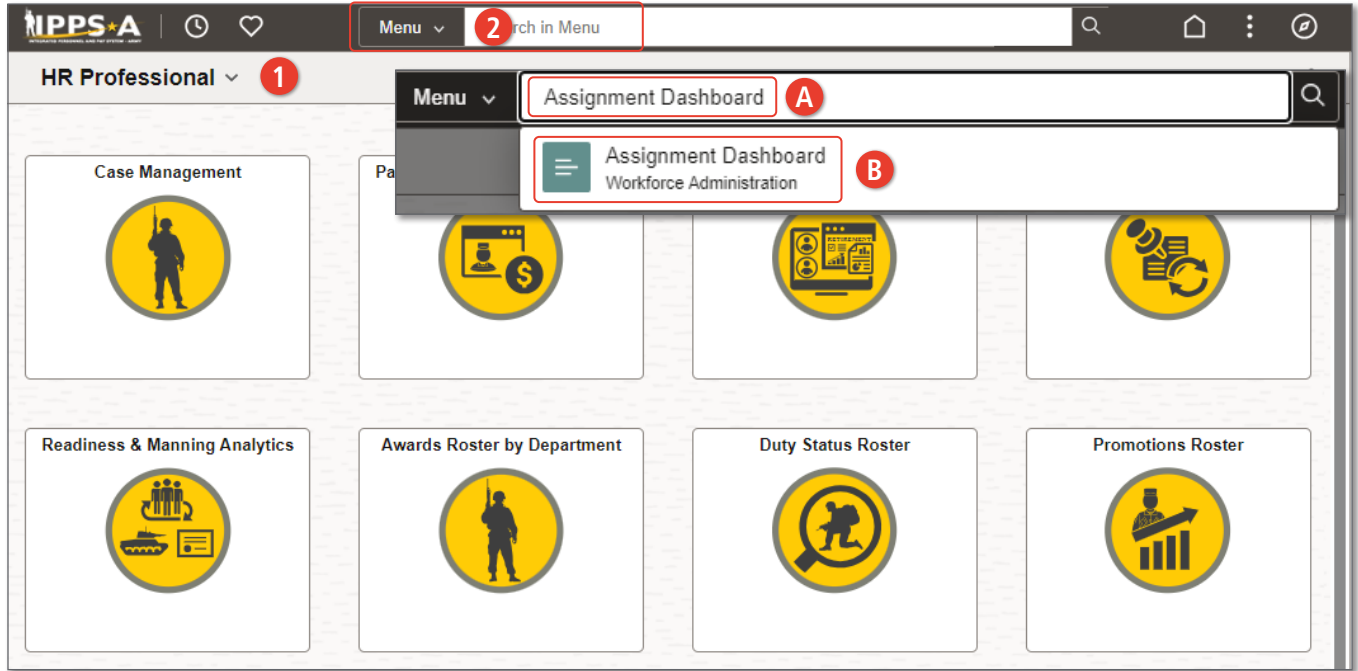 IPPS★A
INTEGRATED PERSONNEL AND PAY SYSTEM - ARMY
Menu
2
rch in Menu
HR Professional
1
Menu
Assignment Dashboard
A
Assignment Dashboard
Workforce Administration
B
Case Management
Pa
RETIREMENT
$
Readiness & Manning Analytics
Awards Roster by Department
Duty Status Roster
Promotions Roster